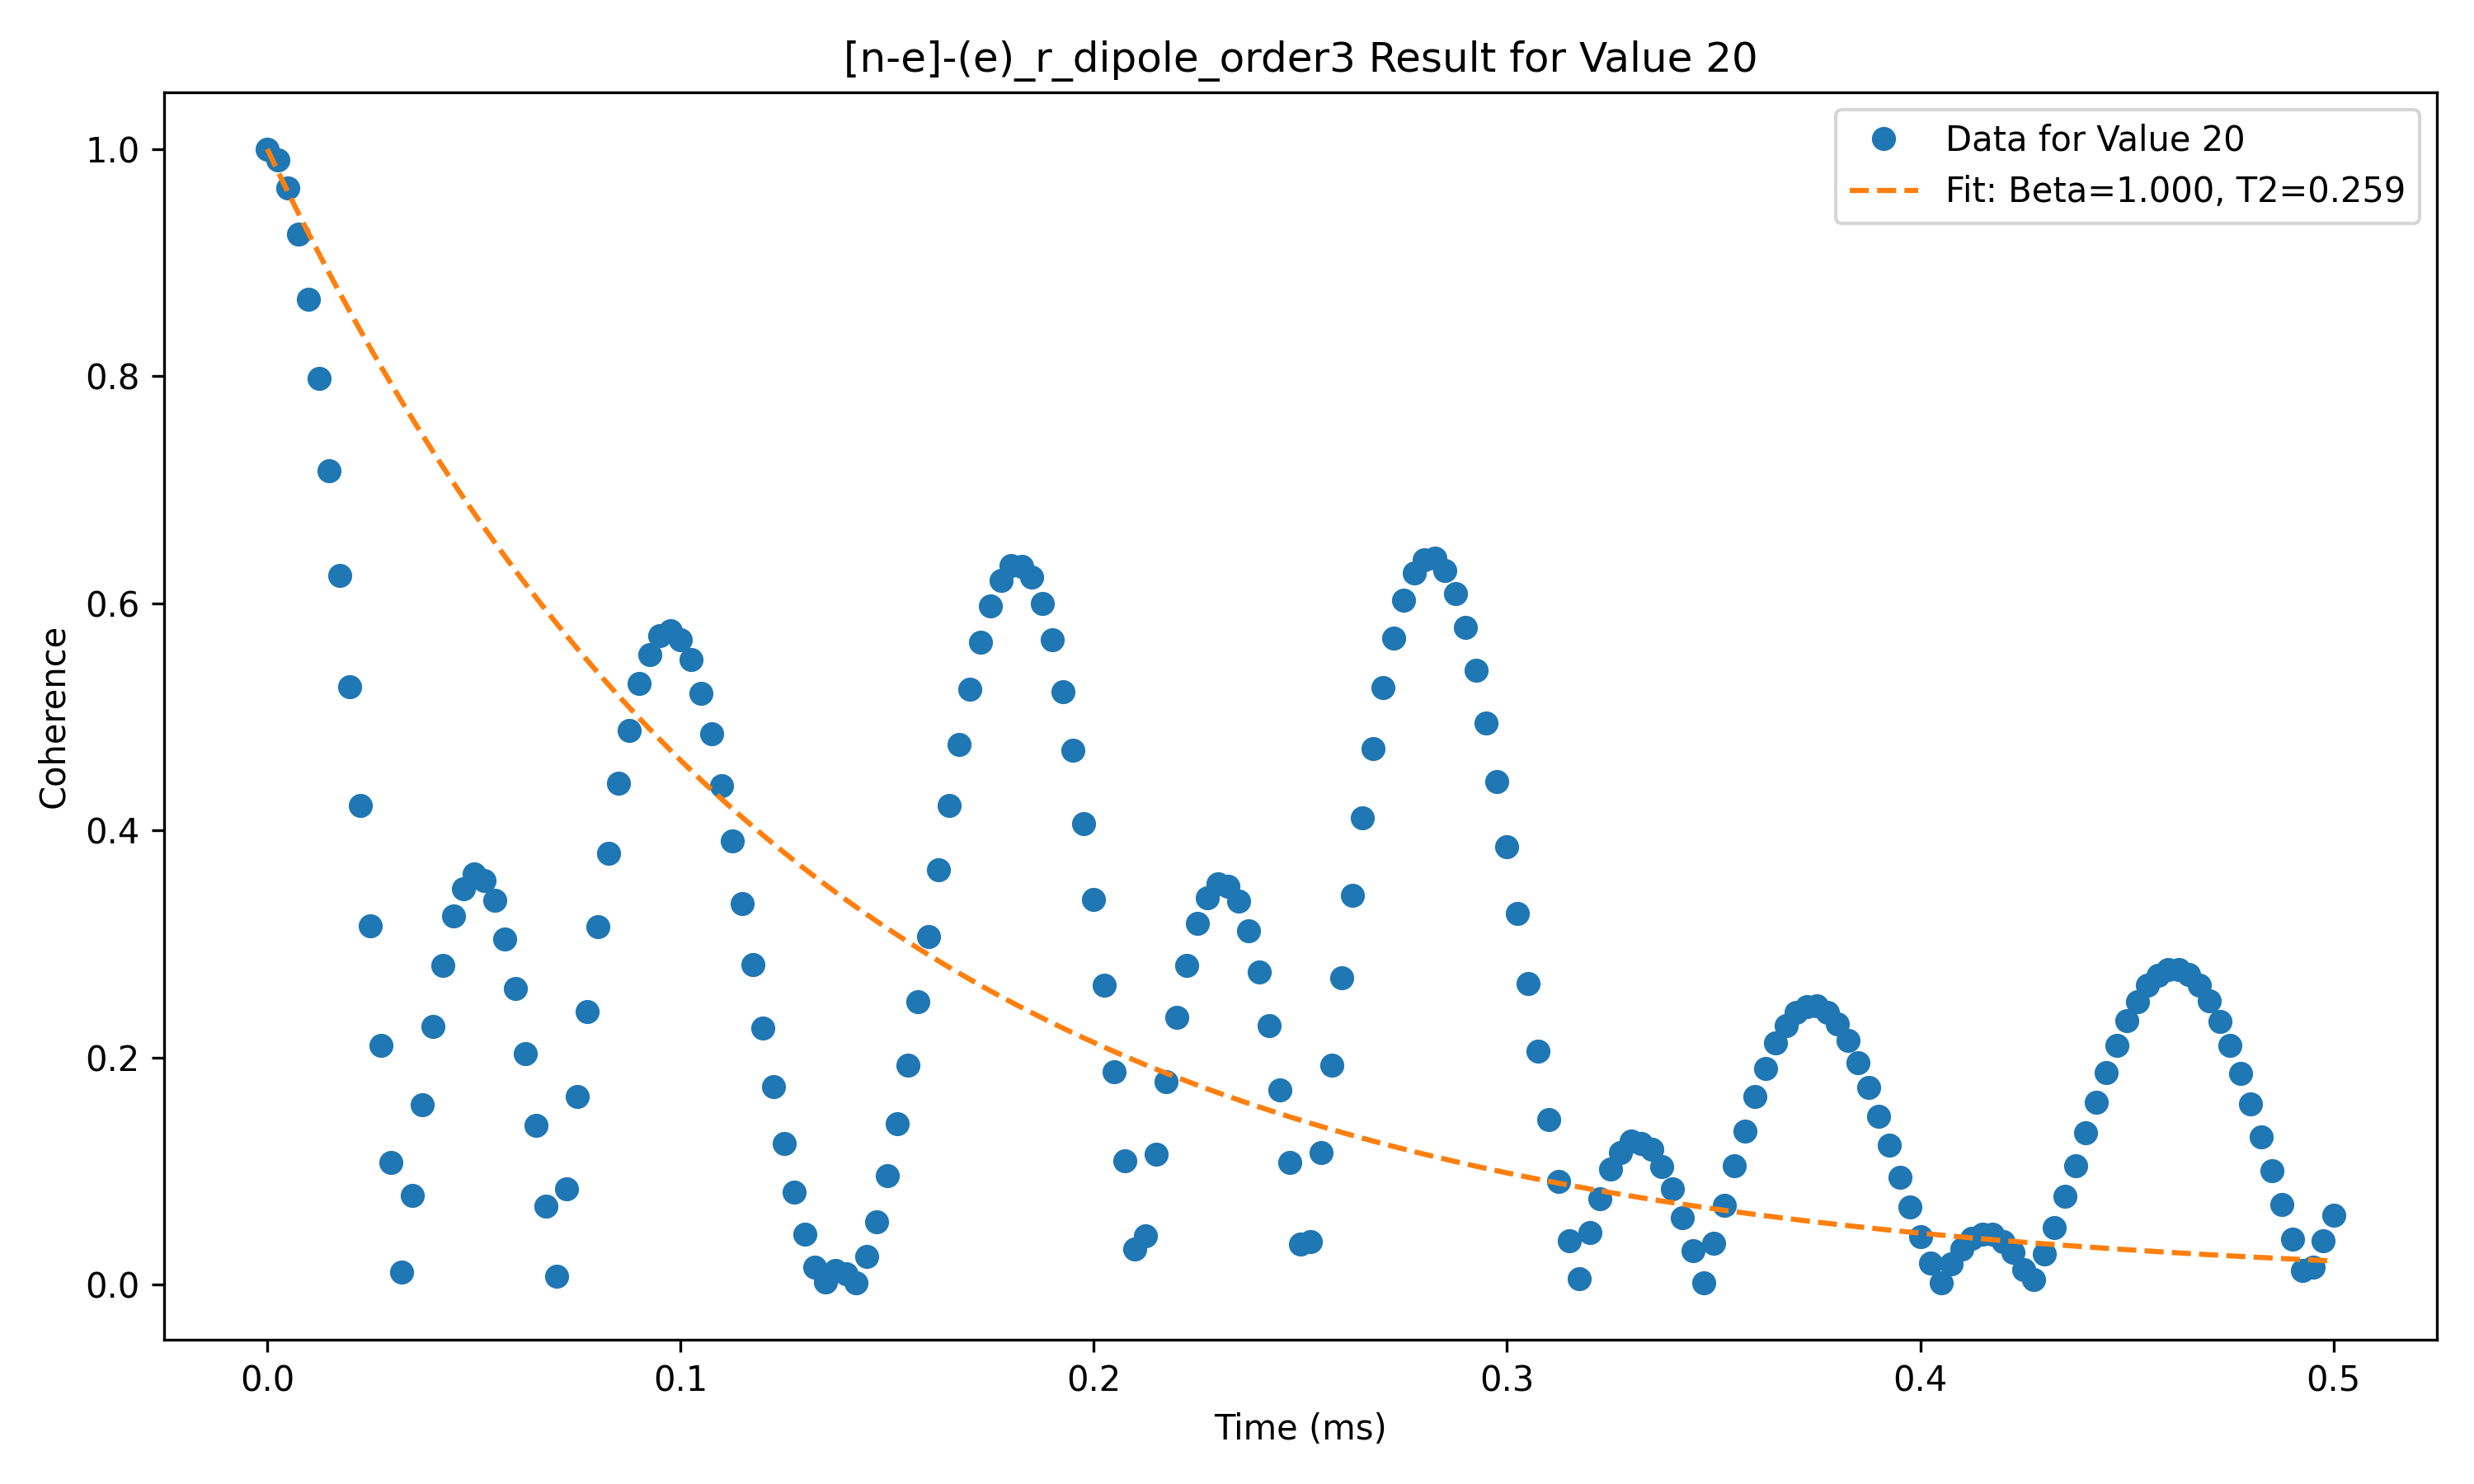 [n-e]-(e)_r_dipole_order3 Result for Value 20
Data for Value 20
Fit: Beta=1.000, T2=0.259
Coherence
1.0
0.8
0.6
0.4
0.2
0.0
0.0 0.1 0.2 0.3 0.4 0.5
Time (ms)